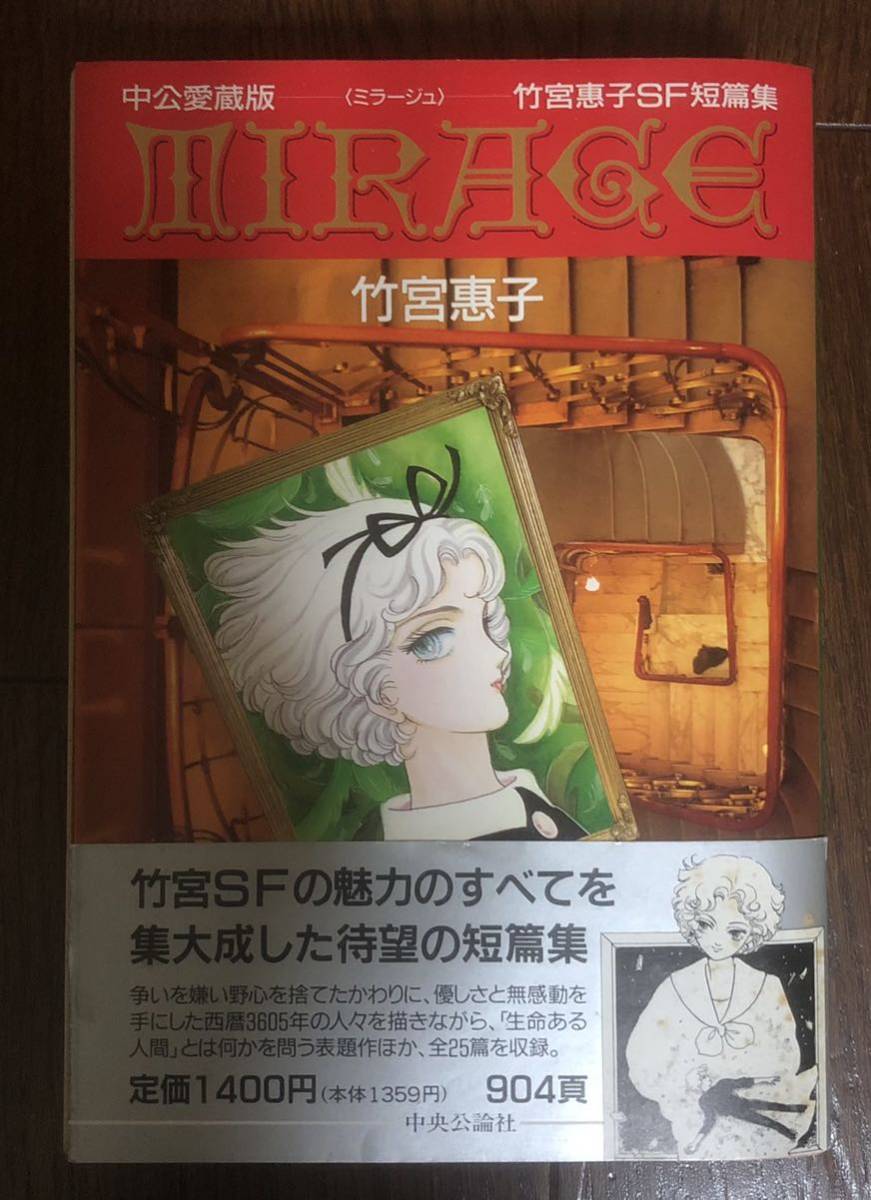 中公愛蔵版 〈ミラージュ〉 竹宮惠子SF短篇集
MIRAGE
竹宮惠子
竹宮SFの魅力のすべてを
集大成した待望の短篇集
争いを嫌い野心を捨てたかわりに、優しさと無感動を
手にした西暦3605年の人々を描きながら、「生命ある
人間」とは何かを問う表題作ほか、全25篇を収録。
定価1400円(本体1359円) 904頁
中央公論社